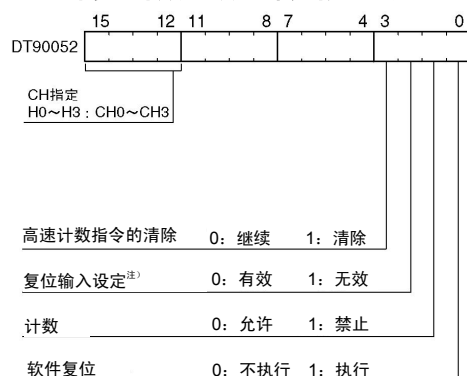 15 12 11 8 7 4 3 0
DT90052
CH指定
H0～H3：CH0～CH3
高速计数指令的清除 0：继续 1：清除
复位输入设定注） 0：有效 1：无效
计数 0：允许 1：禁止
软件复位 0：不执行 1：执行